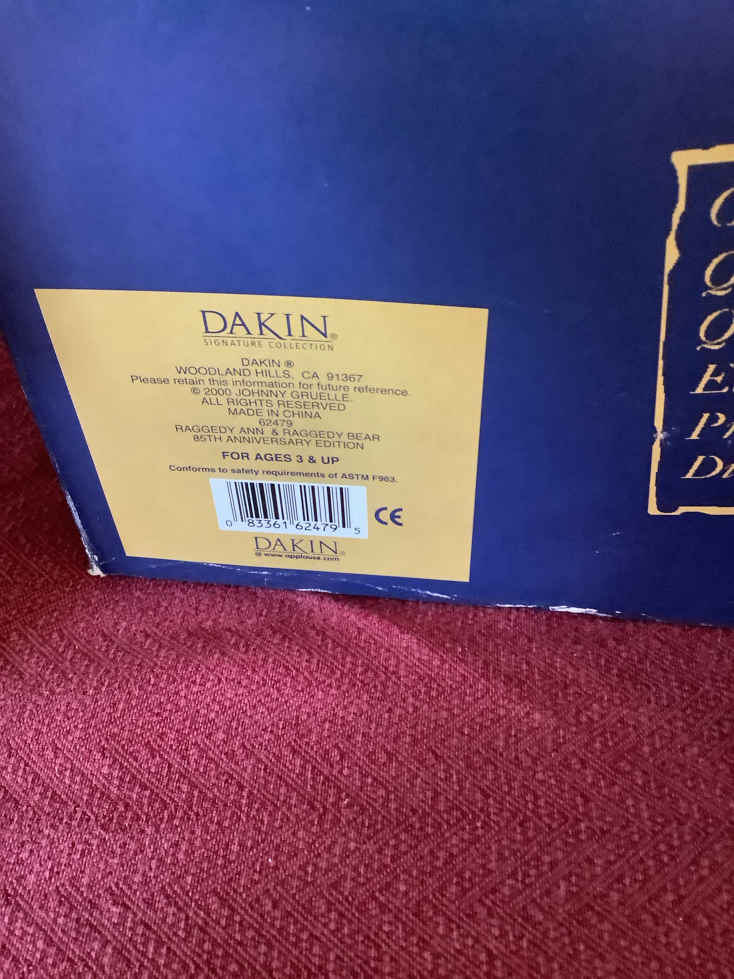 DAKIN®
SIGNATURE COLLECTION
DAKIN ®
WOODLAND HILLS, CA 91367
Please retain this information for future reference.
© 2000 JOHNNY GRUELLE.
ALL RIGHTS RESERVED
MADE IN CHINA
62479
RAGGEDY ANN & RAGGEDY BEAR
85TH ANNIVERSARY EDITION
FOR AGES 3 & UP
Conforms to safety requirements of ASTM F963.
0 83361 62479 5
CE
DAKIN®
@ www.applause.com